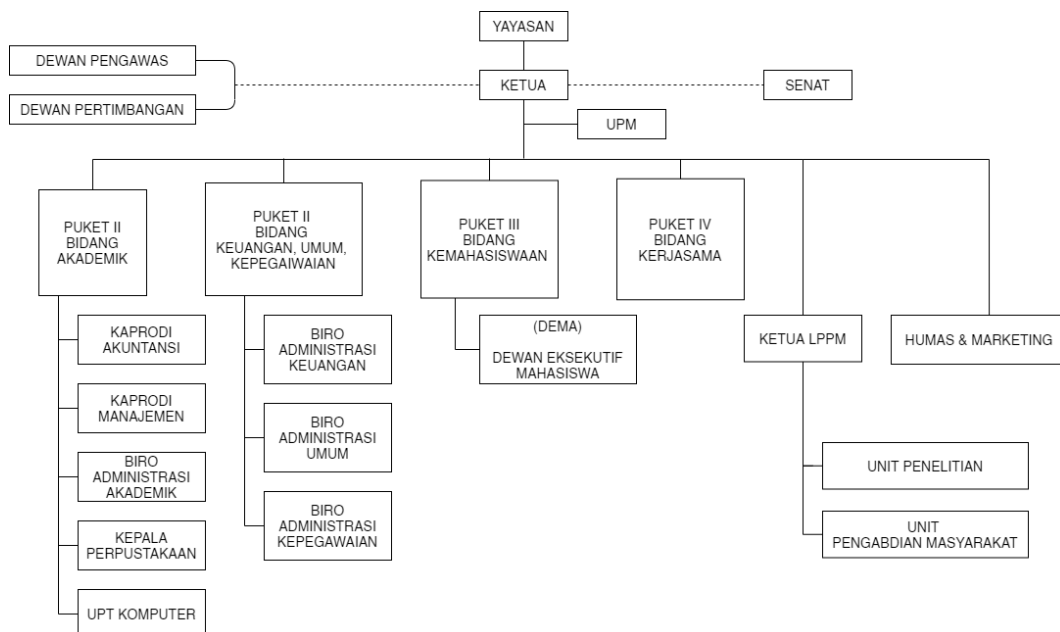 YAYASAN
DEWAN PENGAWAS
KETUA
SENAT
DEWAN PERTIMBANGAN
UPM
PUKET II
BIDANG
AKADEMIK
PUKET II
BIDANG
KEUANGAN, UMUM,
KEPEGAIWAIAN
PUKET III
BIDANG
KEMAHASISWAAN
PUKET IV
BIDANG
KERJASAMA
KAPRODI
AKUNTANSI
KAPRODI
MANAJEMEN
BIRO
ADMINISTRASI
AKADEMIK
KEPALA
PERPUSTAKAAN
UPT KOMPUTER
BIRO
ADMINISTRASI
KEUANGAN
BIRO
ADMINISTRASI
UMUM
BIRO
ADMINISTRASI
KEPEGAWAIAN
(DEMA)
DEWAN EKSEKUTIF
MAHASISWA
KETUA LPPM
HUMAS & MARKETING
UNIT PENELITIAN
UNIT
PENGABDIAN MASYARAKAT